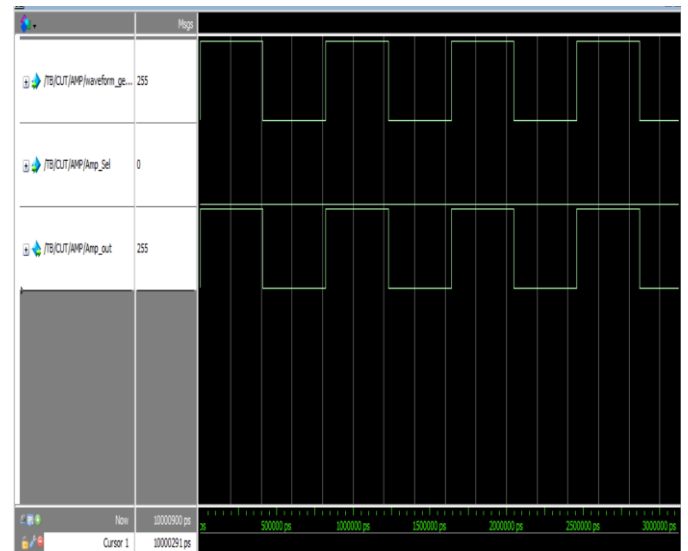 Msgs
/TB/CUT/AMP/waveform_ge... 255
/TB/CUT/AMP/Amp_Sel 0
/TB/CUT/AMP/Amp_out 255
Now 10000900 ps
ps 500000 ps 1000000 ps 1500000 ps 2000000 ps 2500000 ps 3000000 ps
Cursor 1 10000291 ps